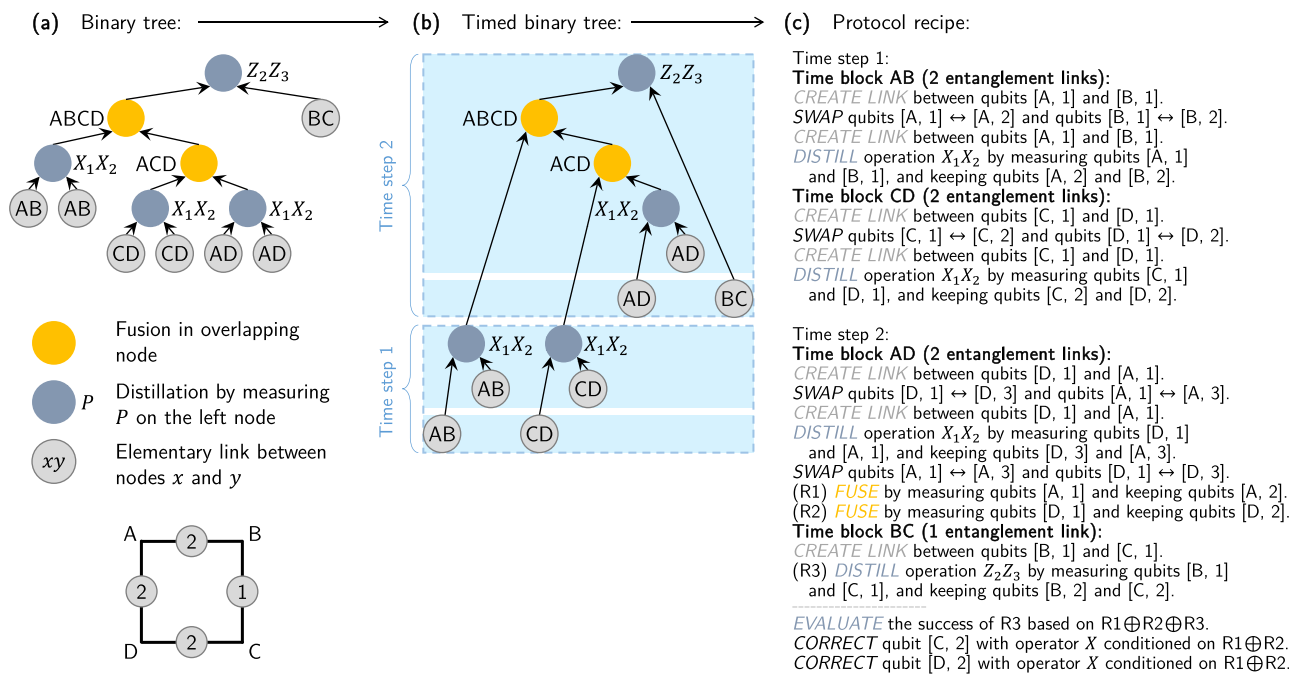 (a) Binary tree:
Z₂Z₃
ABCD
BC
X₁X₂
ACD
AB AB
X₁X₂
X₁X₂
CD CD AD AD
Fusion in overlapping
node
P Distillation by measuring
P on the left node
xy Elementary link between
nodes x and y
A 2 B
2 1
D 2 C
(b) Timed binary tree:
Time step 2
Z₂Z₃
ABCD
ACD
X₁X₂
AD
AD
BC
Time step 1
X₁X₂
X₁X₂
AB
CD
AB
CD
(c) Protocol recipe:
Time step 1:
Time block AB (2 entanglement links):
CREATE LINK between qubits [A, 1] and [B, 1].
SWAP qubits [A, 1] ↔ [A, 2] and qubits [B, 1] ↔ [B, 2].
CREATE LINK between qubits [A, 1] and [B, 1].
DISTILL operation X₁X₂ by measuring qubits [A, 1]
and [B, 1], and keeping qubits [A, 2] and [B, 2].
Time block CD (2 entanglement links):
CREATE LINK between qubits [C, 1] and [D, 1].
SWAP qubits [C, 1] ↔ [C, 2] and qubits [D, 1] ↔ [D, 2].
CREATE LINK between qubits [C, 1] and [D, 1].
DISTILL operation X₁X₂ by measuring qubits [C, 1]
and [D, 1], and keeping qubits [C, 2] and [D, 2].
Time step 2:
Time block AD (2 entanglement links):
CREATE LINK between qubits [D, 1] and [A, 1].
SWAP qubits [D, 1] ↔ [D, 3] and qubits [A, 1] ↔ [A, 3].
CREATE LINK between qubits [D, 1] and [A, 1].
DISTILL operation X₁X₂ by measuring qubits [D, 1]
and [A, 1], and keeping qubits [D, 3] and [A, 3].
SWAP qubits [A, 1] ↔ [A, 3] and qubits [D, 1] ↔ [D, 3].
(R1) FUSE by measuring qubits [A, 1] and keeping qubits [A, 2].
(R2) FUSE by measuring qubits [D, 1] and keeping qubits [D, 2].
Time block BC (1 entanglement link):
CREATE LINK between qubits [B, 1] and [C, 1].
(R3) DISTILL operation Z₂Z₃ by measuring qubits [B, 1]
and [C, 1], and keeping qubits [B, 2] and [C, 2].
EVALUATE the success of R3 based on R1⊕R2⊕R3.
CORRECT qubit [C, 2] with operator X conditioned on R1⊕R2.
CORRECT qubit [D, 2] with operator X conditioned on R1⊕R2.